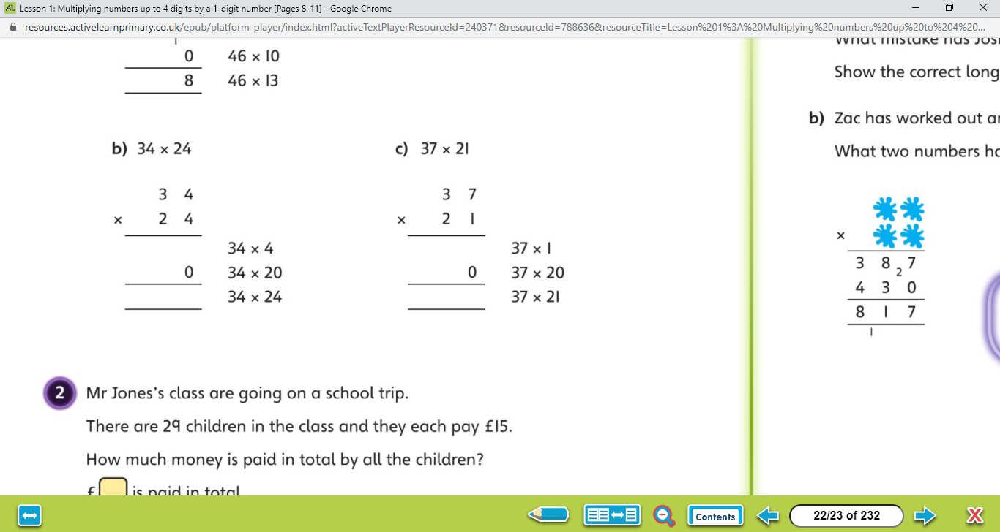 Lesson 1: Multiplying numbers up to 4 digits by a 1-digit number [Pages 8-11] - Google Chrome
resources.activelearnprimary.co.uk/epub/platform-player/index.html?activeTextPlayerResourceId=240371&resourceId=788636&resourceTitle=Lesson%201%3A%20Multiplying%20numbers%20up%20to%204%20...
1
0 46 × 10
8 46 × 13
b) 34 × 24
3 4
× 2 4
34 × 4
0 34 × 20
34 × 24
c) 37 × 21
3 7
× 2 1
37 × 1
0 37 × 20
37 × 21
2 Mr Jones's class are going on a school trip.
There are 29 children in the class and they each pay £15.
How much money is paid in total by all the children?
£ is paid in total
What mistake has
Show the correct long
b) Zac has worked out
What two numbers
×
3 8 2 7
4 3 0
8 1 7
1
Contents
22/23 of 232